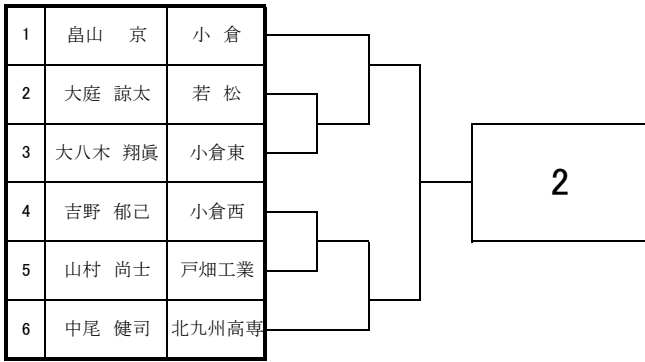 1 畠山 京 小倉
2 大庭 諒太 若松
3 大八木 翔眞 小倉東
4 吉野 郁己 小倉西
5 山村 尚士 戸畑工業
6 中尾 健司 北九州高専
2